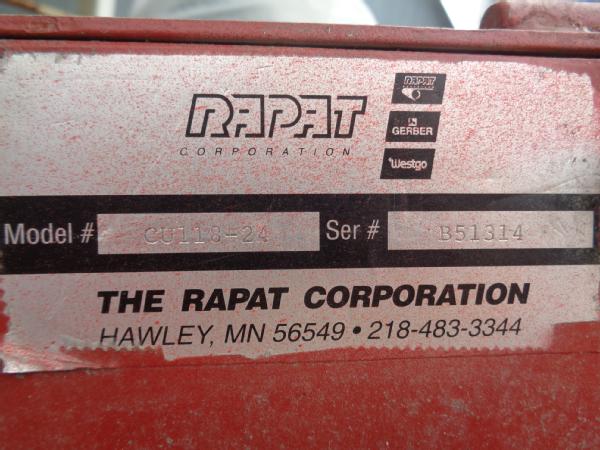 RAPAT
CORPORATION
RAPAT
GERBER
Westgo
Model # CU118-24 Ser # B51314
THE RAPAT CORPORATION
HAWLEY, MN 56549 • 218-483-3344